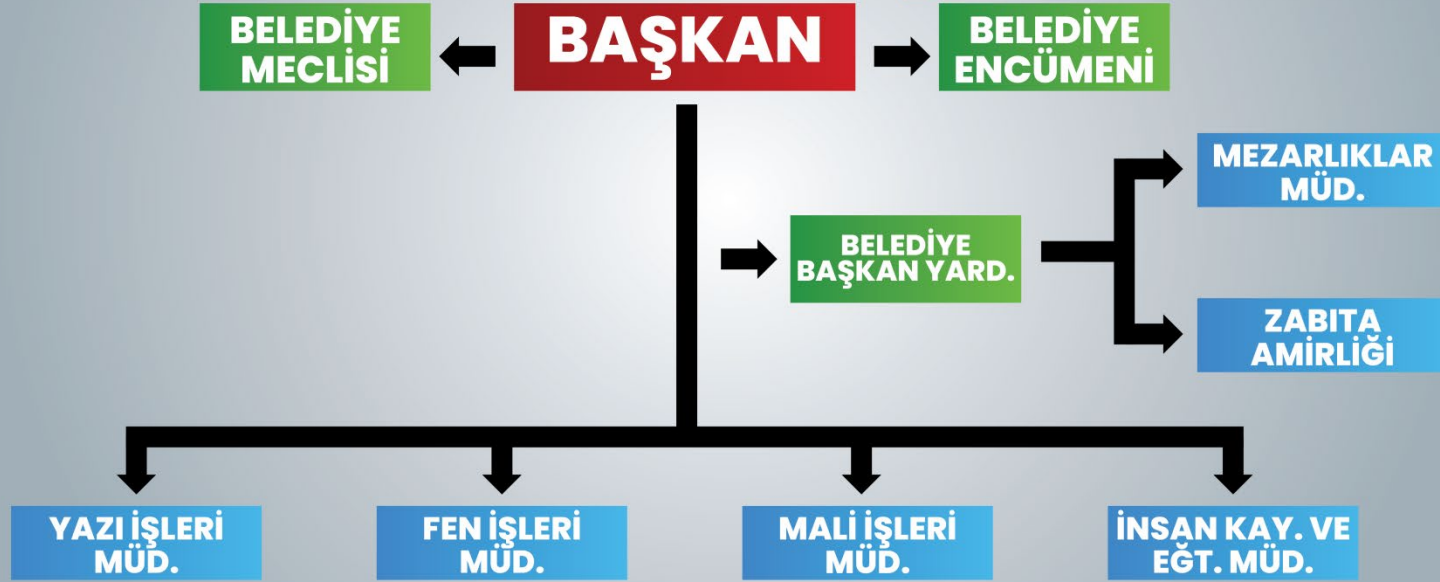 BELEDİYE
MECLİSİ
BAŞKAN
BELEDİYE
ENCÜMENİ
MEZARLIKLAR
MÜD.
BELEDİYE
BAŞKAN YARD.
ZABITA
AMİRLİĞİ
YAZI İŞLERİ
MÜD.
FEN İŞLERİ
MÜD.
MALİ İŞLERİ
MÜD.
İNSAN KAY. VE
EĞT. MÜD.